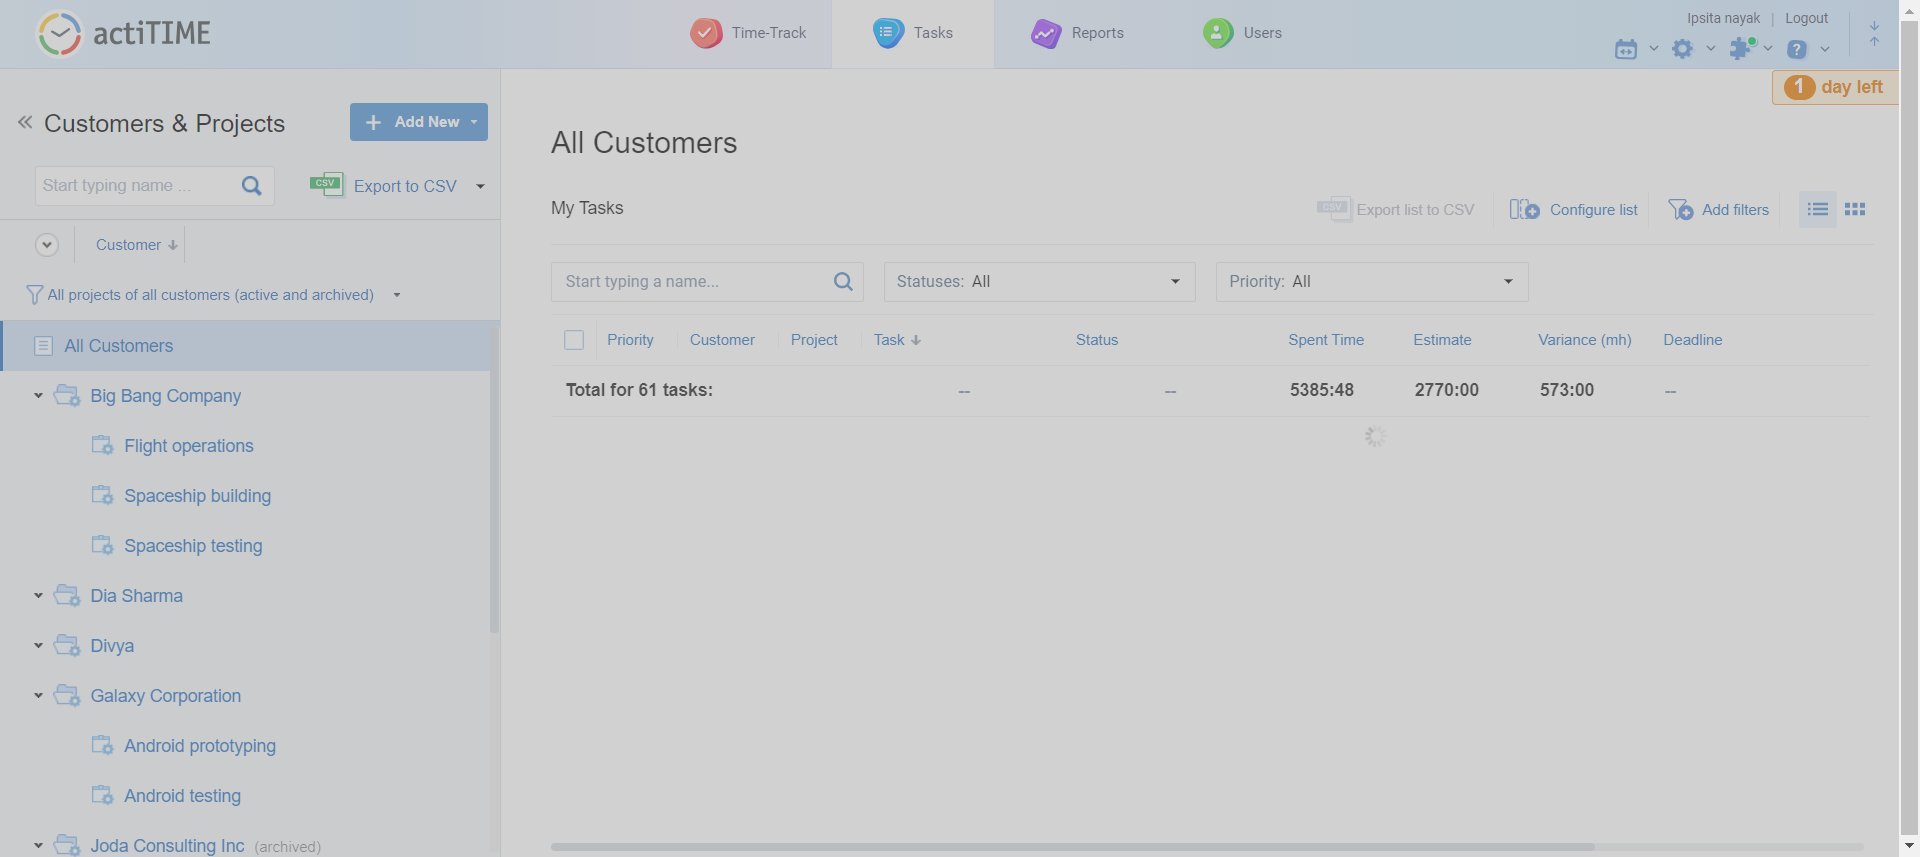 actiTIME
Time-Track
Tasks
Reports
Users
Ipsita nayak | Logout
?
1 day left
Customers & Projects
+ Add New
Start typing name ...
CSV Export to CSV
Customer
All projects of all customers (active and archived)
All Customers
Big Bang Company
Flight operations
Spaceship building
Spaceship testing
Dia Sharma
Divya
Galaxy Corporation
Android prototyping
Android testing
Joda Consulting Inc (archived)
All Customers
My Tasks
CSV Export list to CSV
Configure list
Add filters
Start typing a name...
Statuses: All
Priority: All
Priority Customer Project Task Status Spent Time Estimate Variance (mh) Deadline
Total for 61 tasks: -- -- 5385:48 2770:00 573:00 --